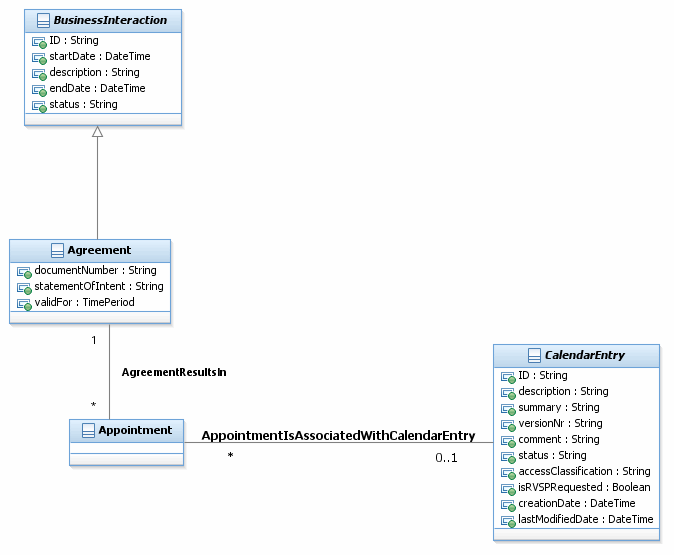 BusinessInteraction
ID : String
startDate : DateTime
description : String
endDate : DateTime
status : String
Agreement
documentNumber : String
statementOfIntent : String
validFor : TimePeriod
1
AgreementResultsIn
*
Appointment
AppointmentIsAssociatedWithCalendarEntry
*
0..1
CalendarEntry
ID : String
description : String
summary : String
versionNr : String
comment : String
status : String
accessClassification : String
isRVSPRequested : Boolean
creationDate : DateTime
lastModifiedDate : DateTime